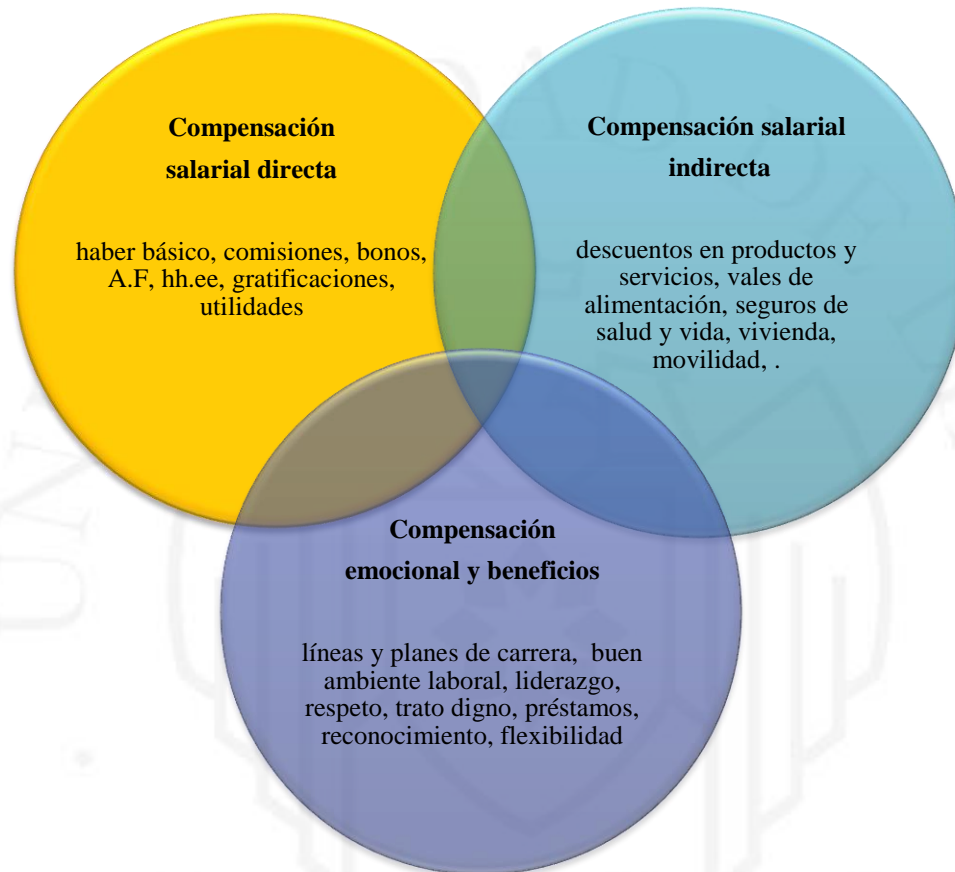 Compensación
salarial directa
haber básico, comisiones, bonos,
A.F, hh.ee, gratificaciones,
utilidades
Compensación salarial
indirecta
descuentos en productos y
servicios, vales de
alimentación, seguros de
salud y vida, vivienda,
movilidad, .
Compensación
emocional y beneficios
líneas y planes de carrera,  buen
ambiente laboral, liderazgo,
respeto, trato digno, préstamos,
reconocimiento, flexibilidad